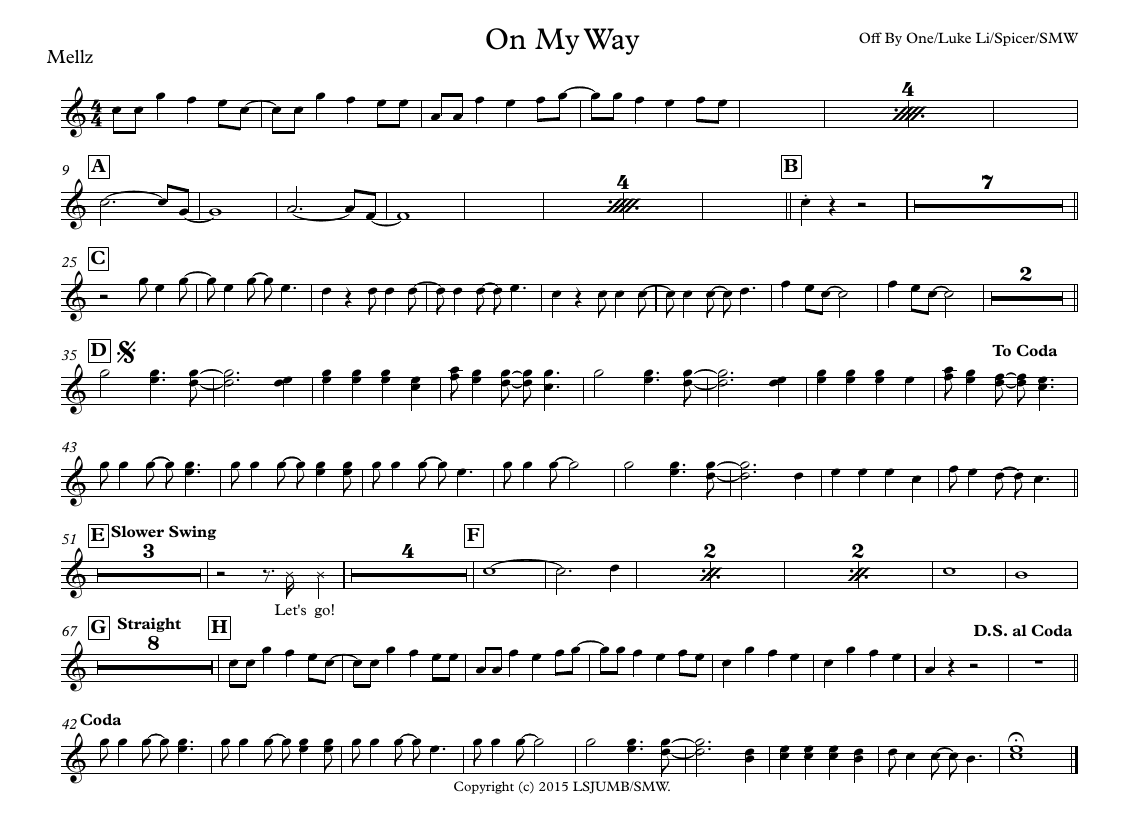 On My Way
Off By One/Luke Li/Spicer/SMW
Mellz
4
4
4
9
A
B
4
7
25
C
2
35
D
To Coda
43
51
E
Slower Swing
F
3
4
2
2
Let's go!
67
G
Straight
H
D.S. al Coda
8
42
Coda
Copyright (c) 2015 LSJUMB/SMW.